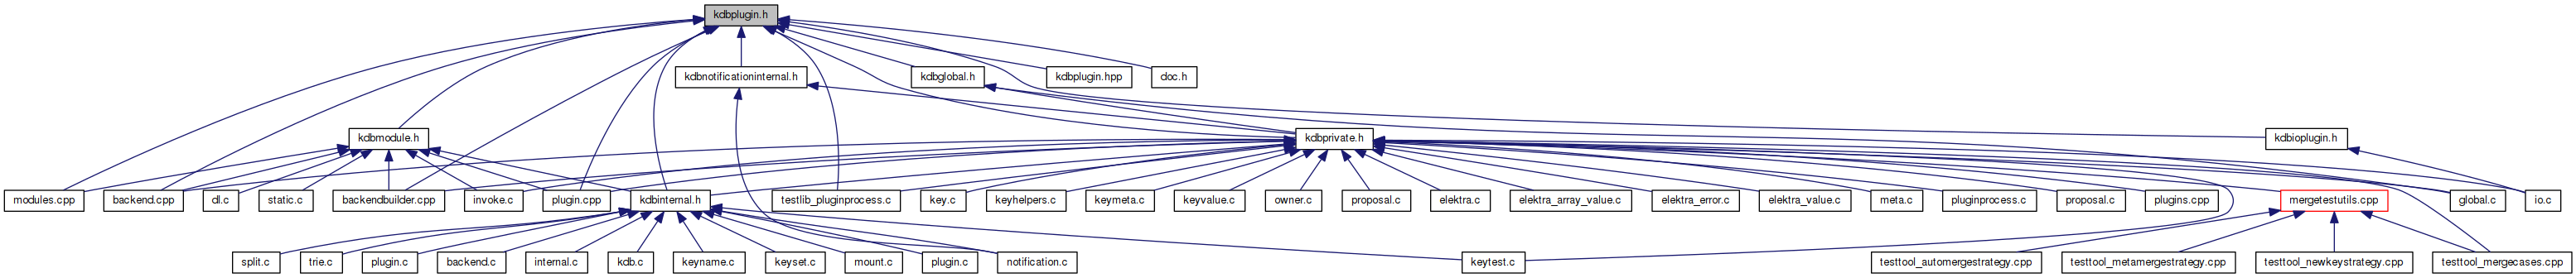 kdbplugin.h
kdbnotificationinternal.h
kdbglobal.h
kdbplugin.hpp
doc.h
kdbmodule.h
kdbprivate.h
kdbioplugin.h
modules.cpp
backend.cpp
dl.c
static.c
backendbuilder.cpp
invoke.c
plugin.cpp
kdbinternal.h
testlib_pluginprocess.c
key.c
keyhelpers.c
keymeta.c
keyvalue.c
owner.c
proposal.c
elektra.c
elektra_array_value.c
elektra_error.c
elektra_value.c
meta.c
pluginprocess.c
proposal.c
plugins.cpp
mergetestutils.cpp
global.c
io.c
split.c
trie.c
plugin.c
backend.c
internal.c
kdb.c
keyname.c
keyset.c
mount.c
plugin.c
notification.c
keytest.c
testtool_automergestrategy.cpp
testtool_metamergestrategy.cpp
testtool_newkeystrategy.cpp
testtool_mergecases.cpp